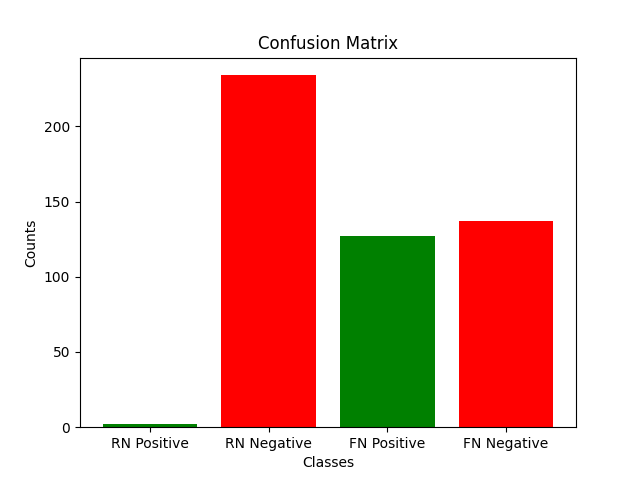 Confusion Matrix
Counts
200
150
100
50
0
RN Positive RN Negative FN Positive FN Negative
Classes